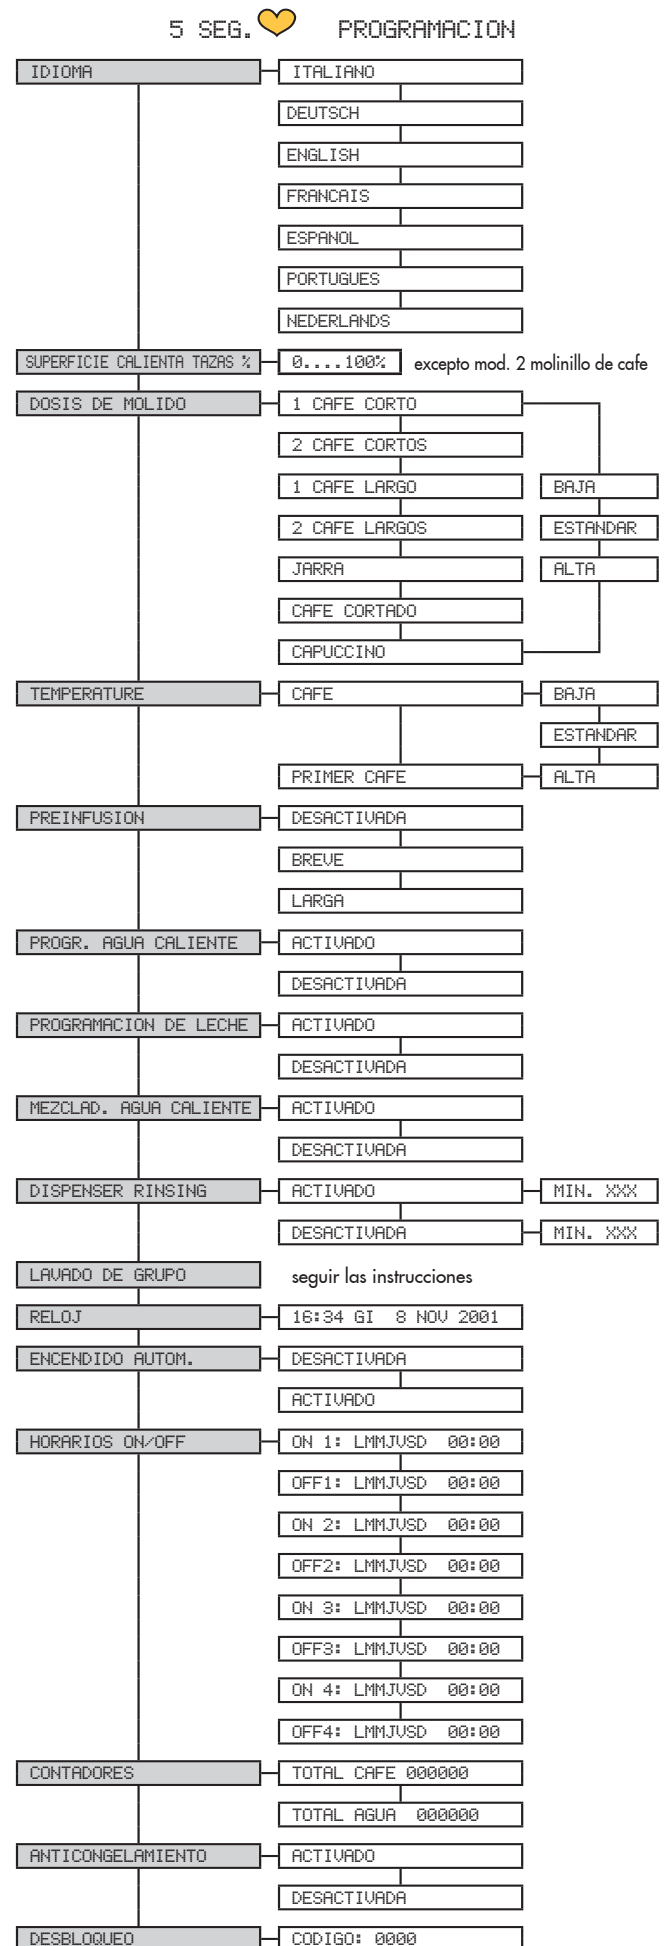 5 SEG. PROGRAMACION
IDIOMA
ITALIANO
DEUTSCH
ENGLISH
FRANCAIS
ESPANOL
PORTUGUES
NEDERLANDS
SUPERFICIE CALIENTA TAZAS %
0....100%
excepto mod. 2 molinillo de cafe
DOSIS DE MOLIDO
1 CAFE CORTO
2 CAFE CORTOS
1 CAFE LARGO
2 CAFE LARGOS
JARRA
CAFE CORTADO
CAPUCCINO
BAJA
ESTANDAR
ALTA
TEMPERATURE
CAFE
PRIMER CAFE
BAJA
ESTANDAR
ALTA
PREINFUSION
DESACTIVADA
BREVE
LARGA
PROGR. AGUA CALIENTE
ACTIVADO
DESACTIVADA
PROGRAMACION DE LECHE
ACTIVADO
DESACTIVADA
MEZCLAD. AGUA CALIENTE
ACTIVADO
DESACTIVADA
DISPENSER RINSING
ACTIVADO
MIN. XXX
DESACTIVADA
MIN. XXX
LAVADO DE GRUPO
seguir las instrucciones
RELOJ
16:34 GI 8 NOV 2001
ENCENDIDO AUTOM.
DESACTIVADA
ACTIVADO
HORARIOS ON/OFF
ON 1: LMMJVSD 00:00
OFF1: LMMJVSD 00:00
ON 2: LMMJVSD 00:00
OFF2: LMMJVSD 00:00
ON 3: LMMJVSD 00:00
OFF3: LMMJVSD 00:00
ON 4: LMMJVSD 00:00
OFF4: LMMJVSD 00:00
CONTADORES
TOTAL CAFE 000000
TOTAL AGUA 000000
ANTICONGELAMIENTO
ACTIVADO
DESACTIVADA
DESBLOQUEO
CODIGO: 0000